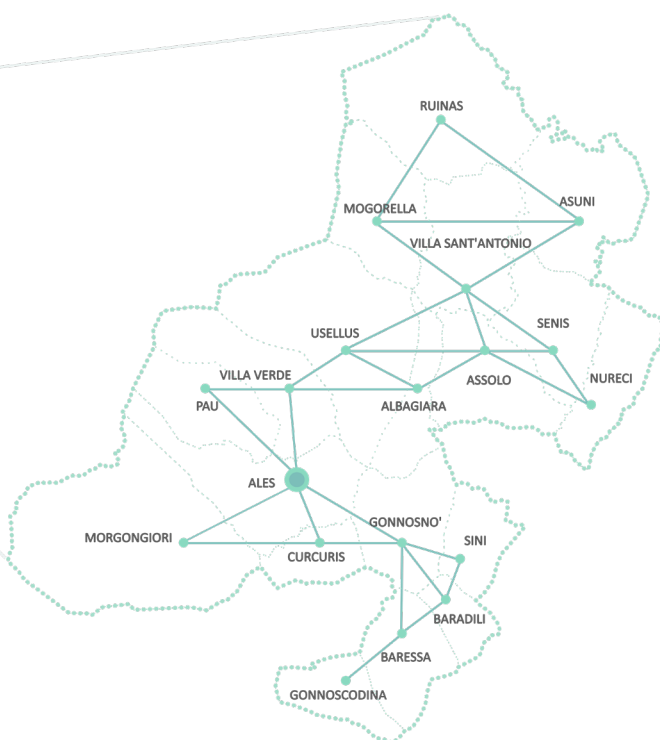 RUINAS
ASUNI
MOGORELLA
VILLA SANT'ANTONIO
SENIS
USELLUS
VILLA VERDE
ASSOLO
NURECI
PAU
ALBAGIARA
ALES
GONNOSNO'
MORGONGIORI
SINI
CURCURIS
BARADILI
BARESSA
GONNOSCODINA